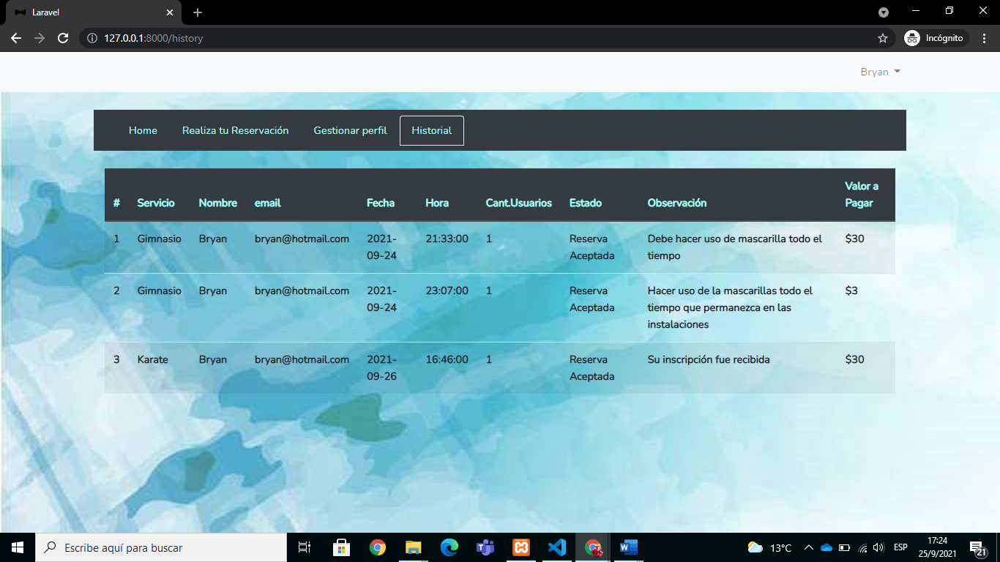 Laravel
127.0.0.1:8000/history
Incógnito
Bryan
Home Realiza tu Reservación Gestionar perfil Historial
# Servicio Nombre email Fecha Hora Cant.Usuarios Estado Observación Valor a
Pagar
1 Gimnasio Bryan bryan@hotmail.com 2021- 21:33:00 1 Reserva Debe hacer uso de mascarilla todo el $30
09-24 Aceptada tiempo
2 Gimnasio Bryan bryan@hotmail.com 2021- 23:07:00 1 Reserva Hacer uso de la mascarillas todo el $3
09-24 Aceptada tiempo que permanezca en las
instalaciones
3 Karate Bryan bryan@hotmail.com 2021- 16:46:00 1 Reserva Su inscripción fue recibida $30
09-26 Aceptada
Escribe aquí para buscar
13°C ESP
17:24
25/9/2021
21